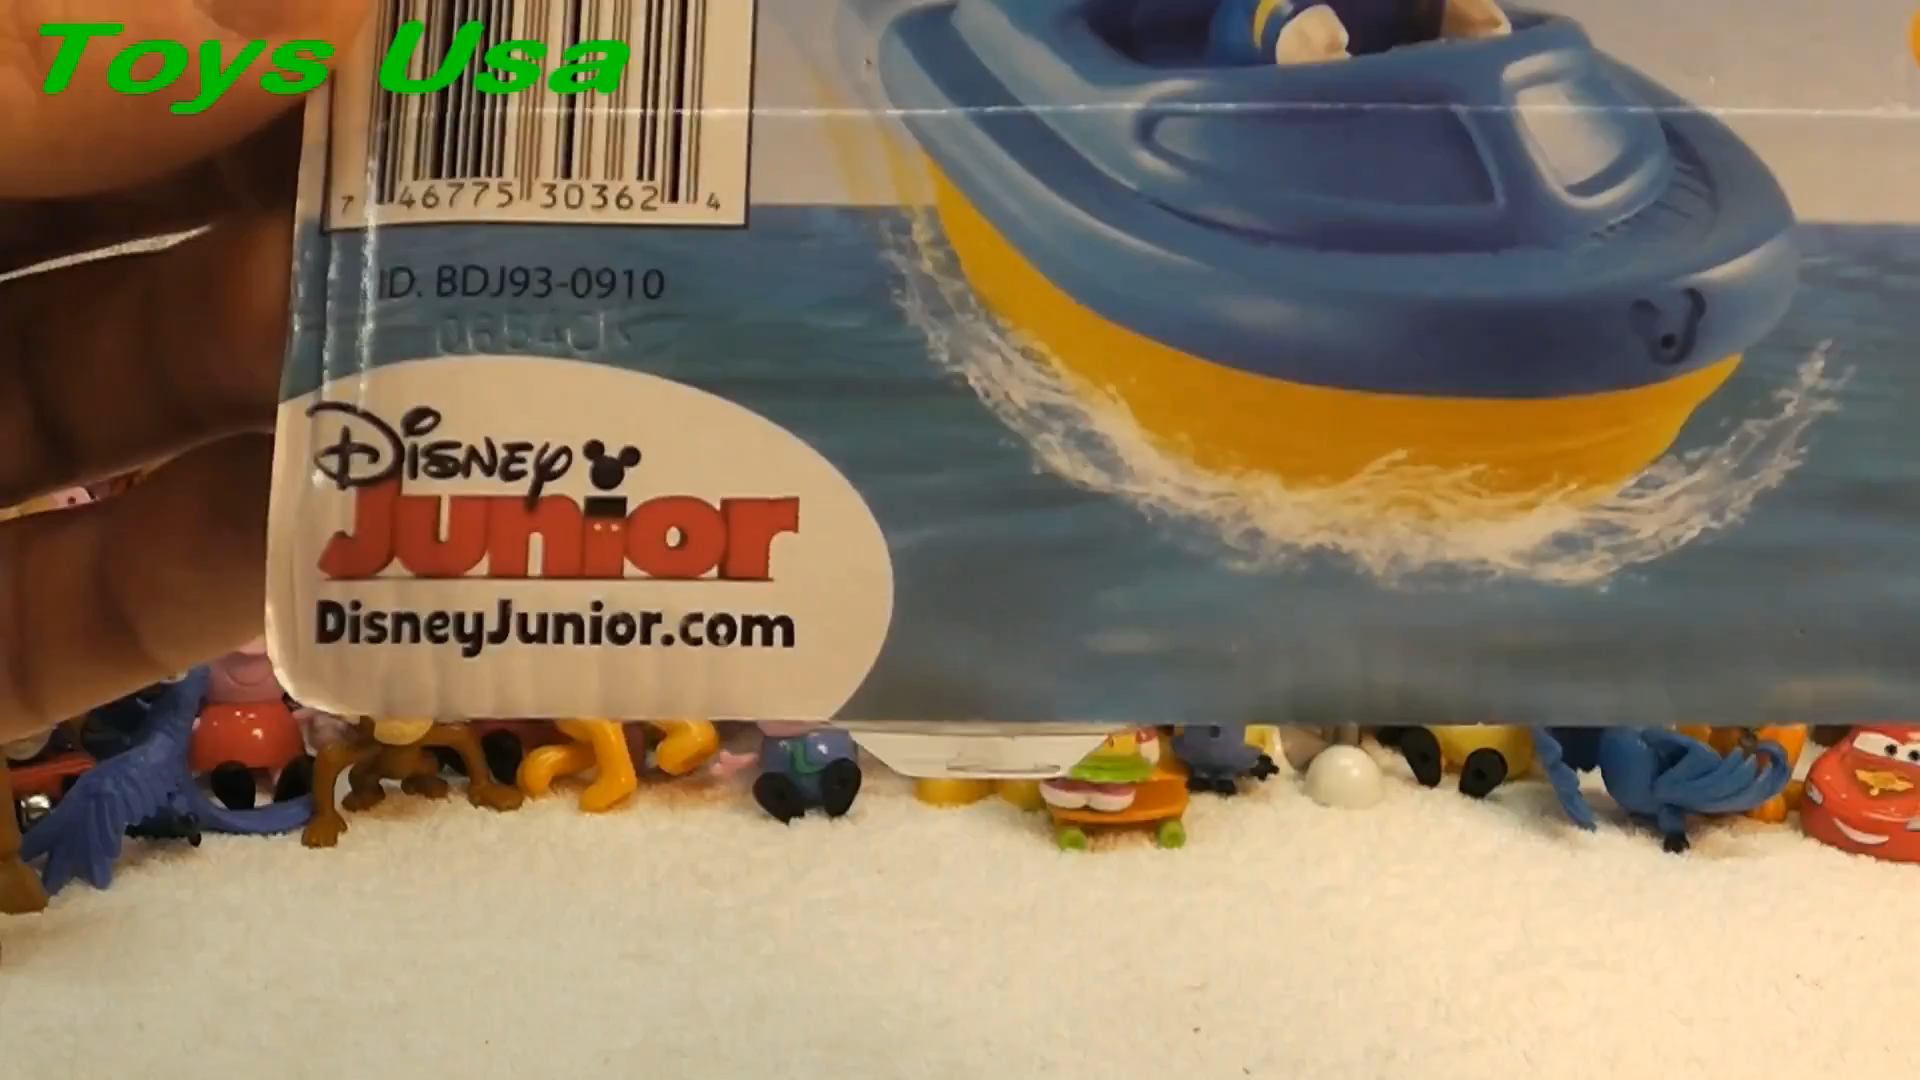 Toys Usa
7 46775 30362 4
ID. BDJ93-0910
Disney
Junior
DisneyJunior.com